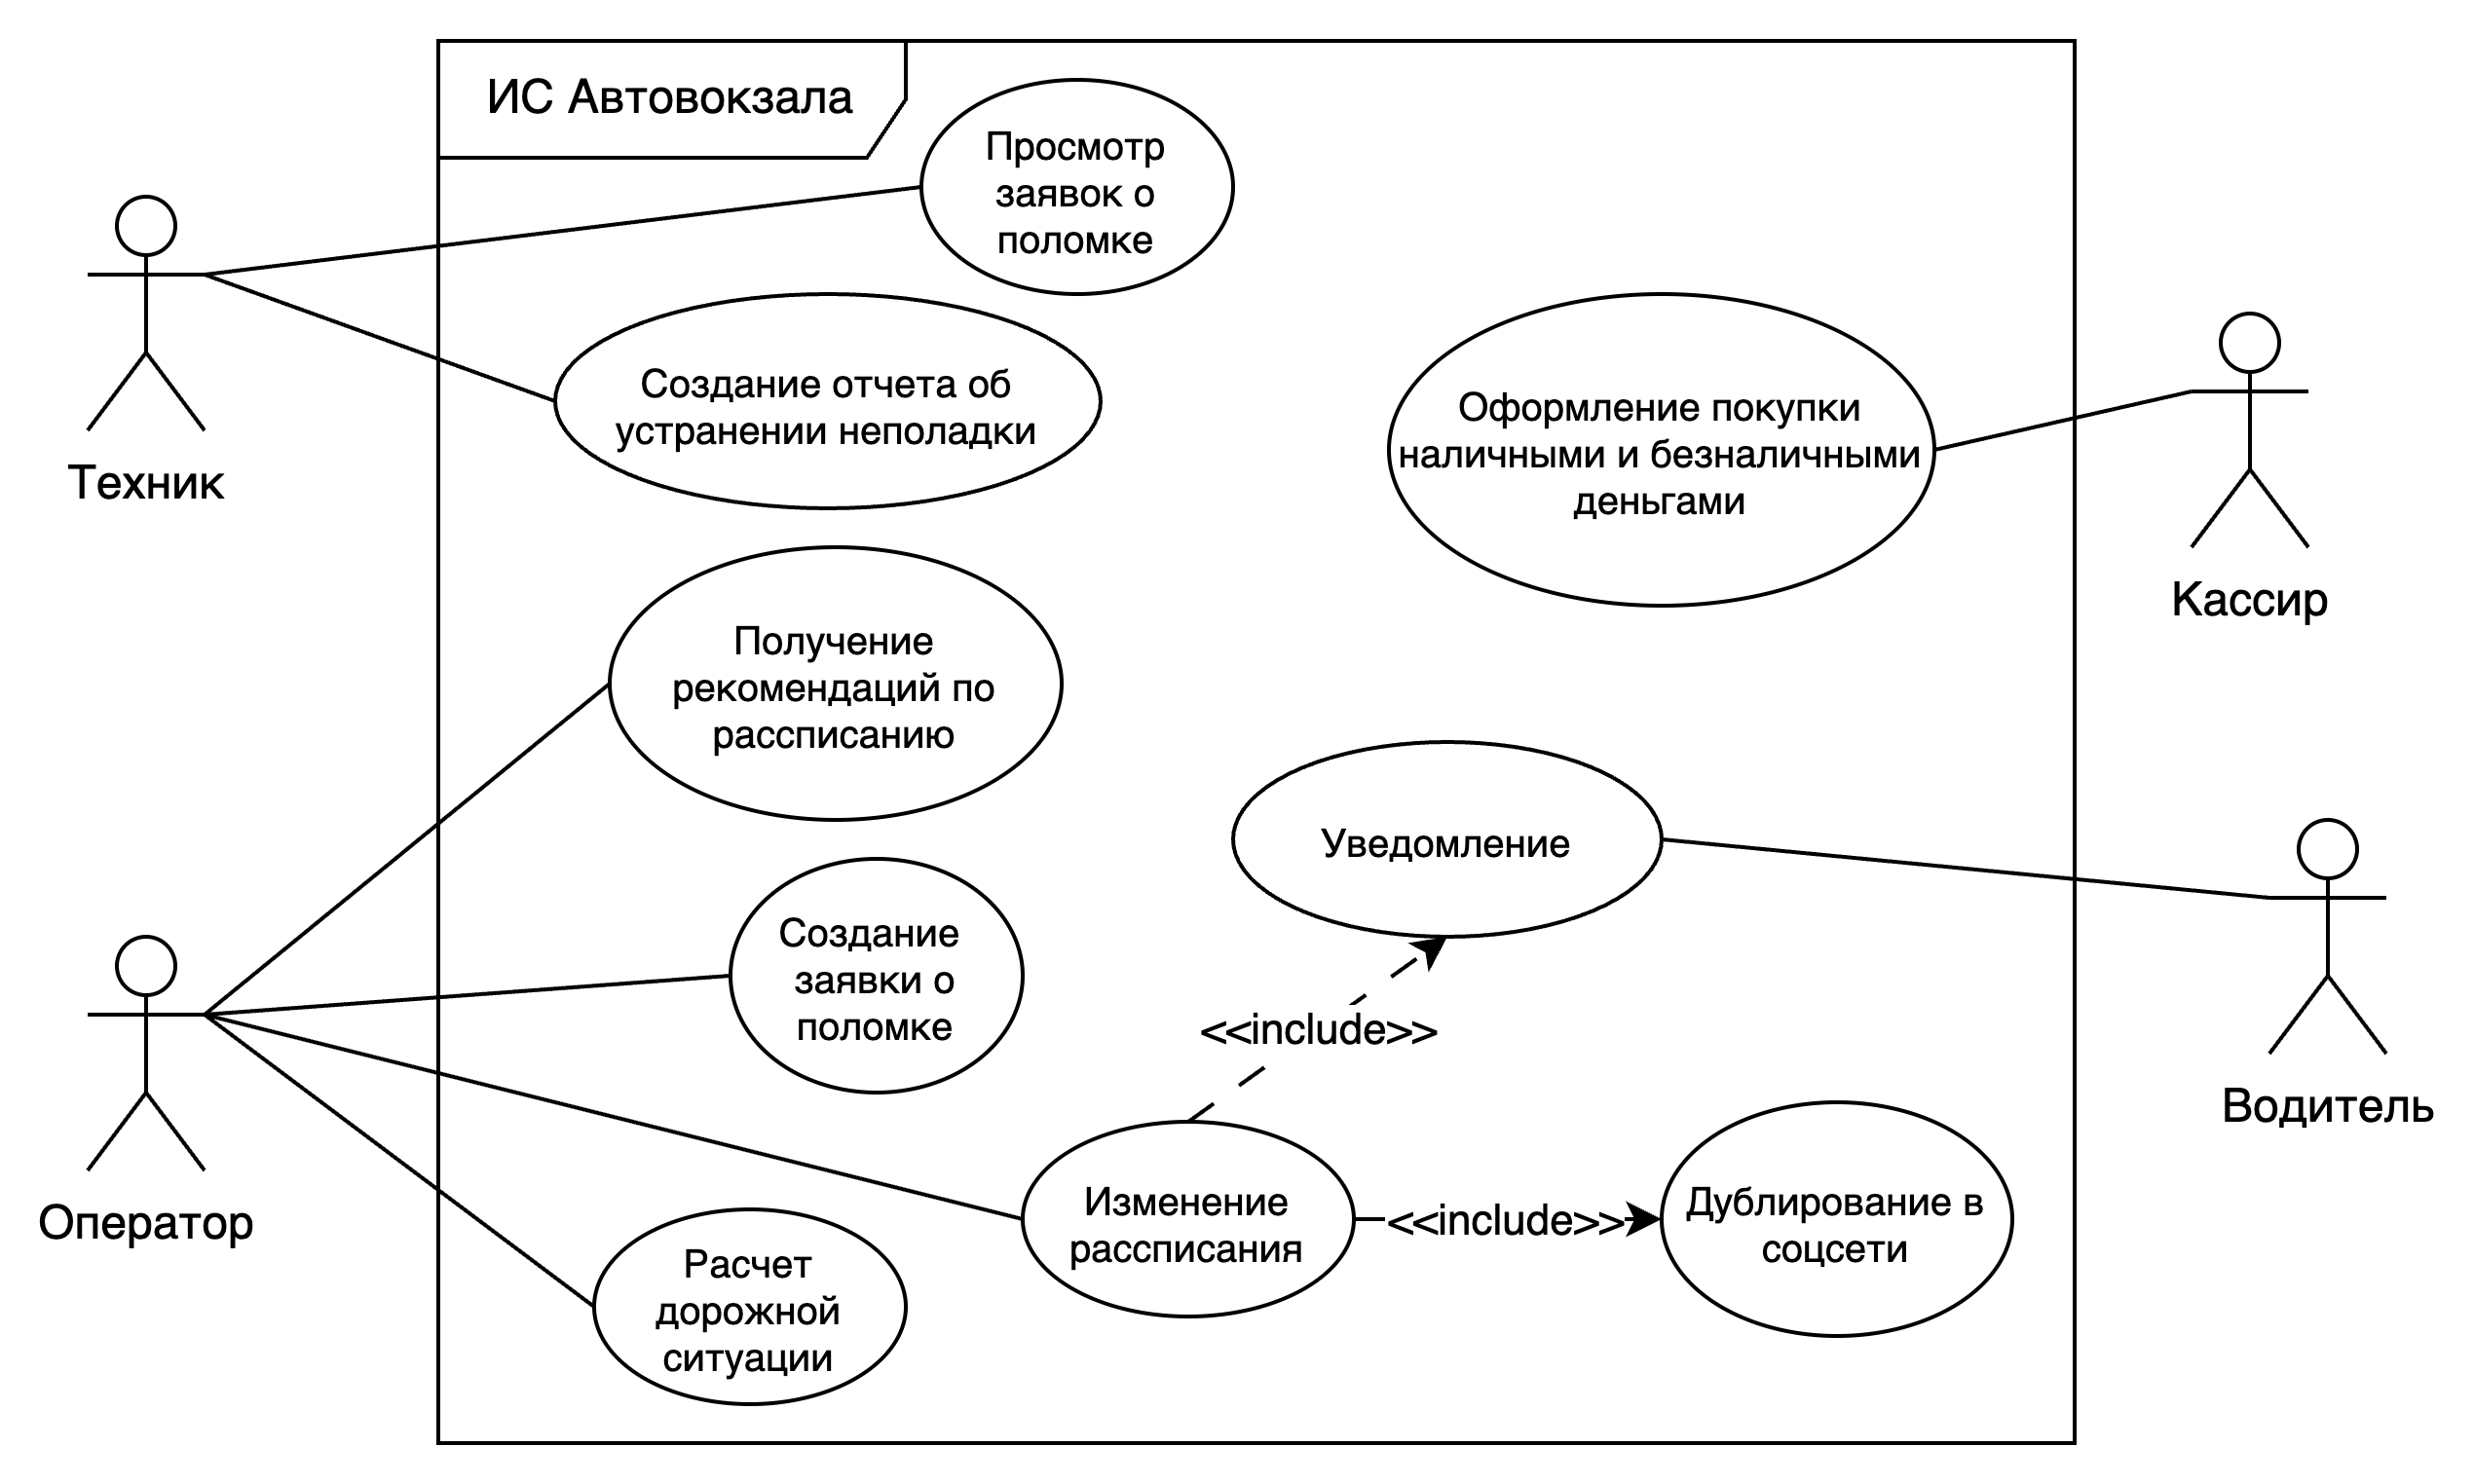 ИС Автовокзала
Просмотр
заявок о
поломке
Создание отчета об
устранении неполадки
Техник
Оформление покупки
наличными и безналичными
деньгами
Кассир
Получение
рекомендаций по
рассписанию
Уведомление
Создание
заявки о
поломке
<<include>>
Водитель
Оператор
Изменение
рассписания
<<include>>
Дублирование в
соцсети
Расчет
дорожной
ситуации